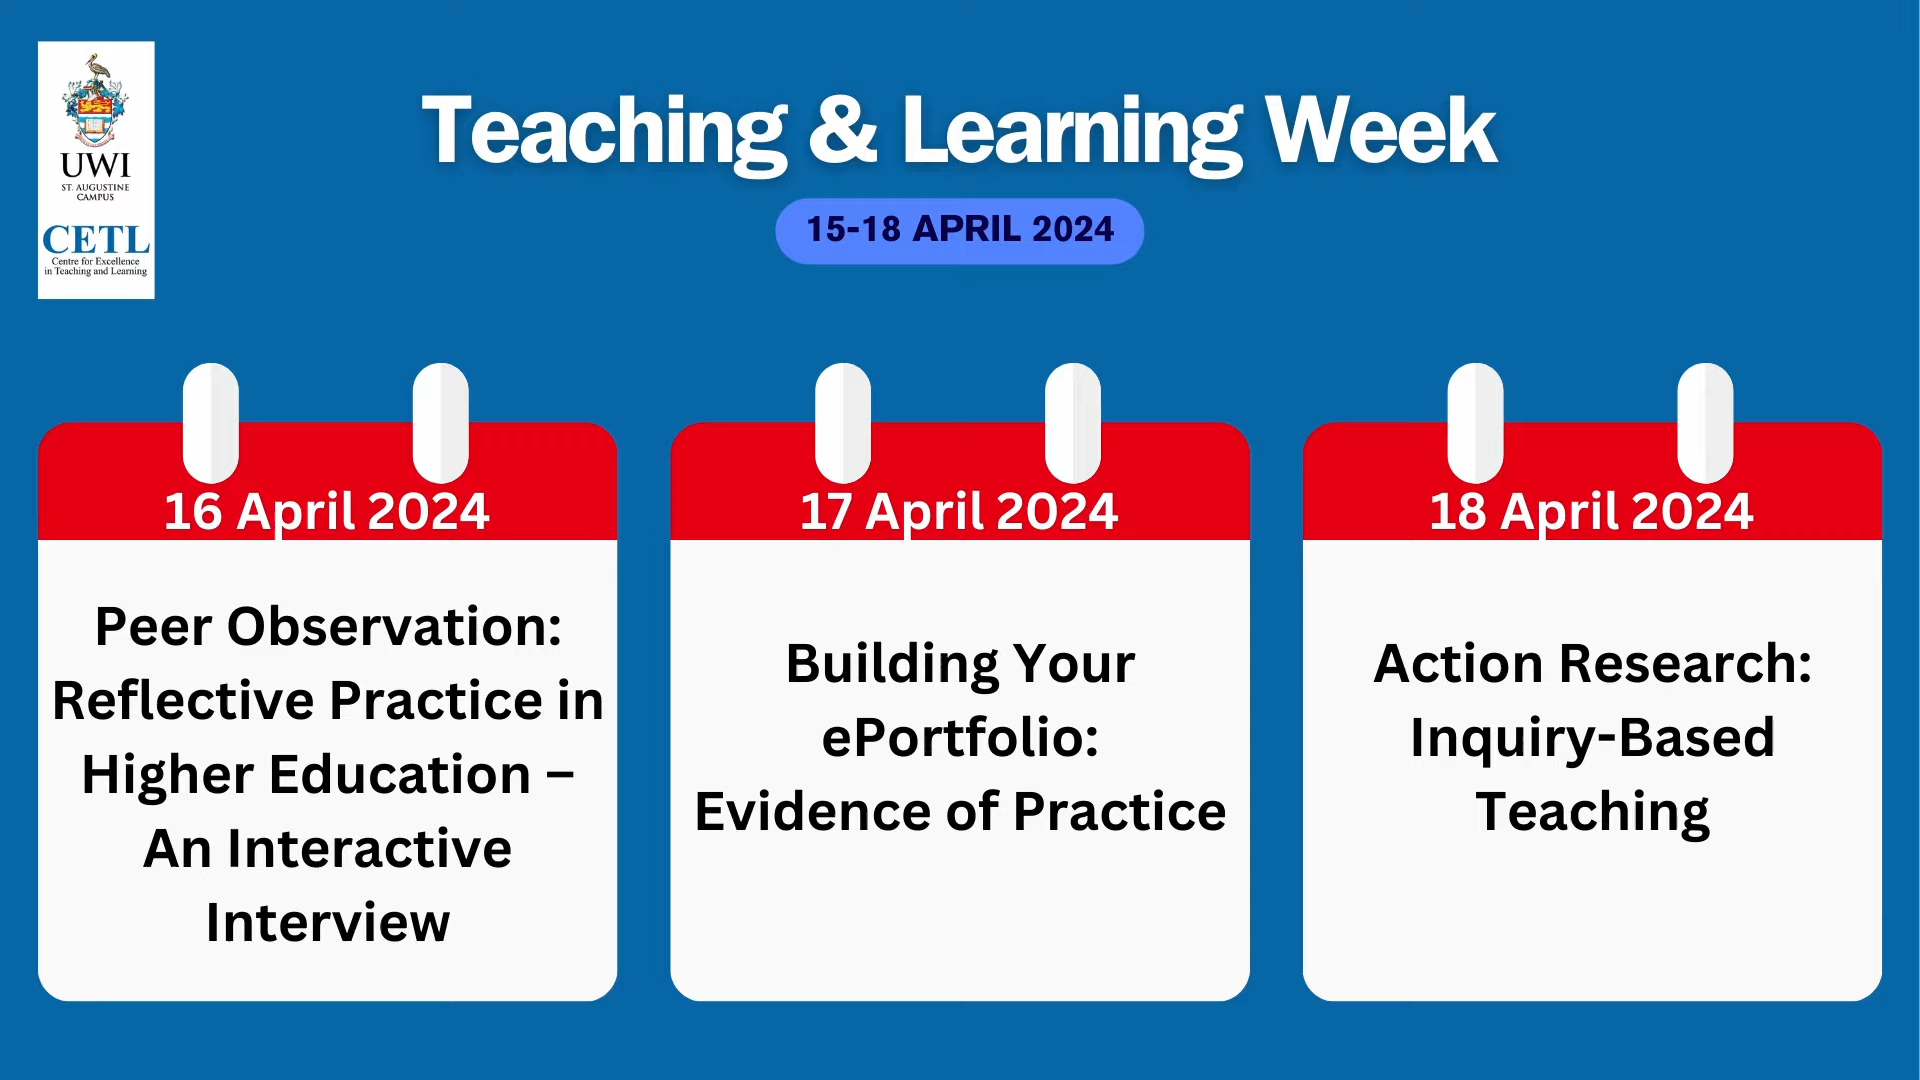 UWI
ST. AUGUSTINE
CAMPUS
CETL
Centre for Excellence
in Teaching and Learning
Teaching & Learning Week
15-18 APRIL 2024
16 April 2024
Peer Observation:
Reflective Practice in
Higher Education –
An Interactive
Interview
17 April 2024
Building Your
ePortfolio:
Evidence of Practice
18 April 2024
Action Research:
Inquiry-Based
Teaching